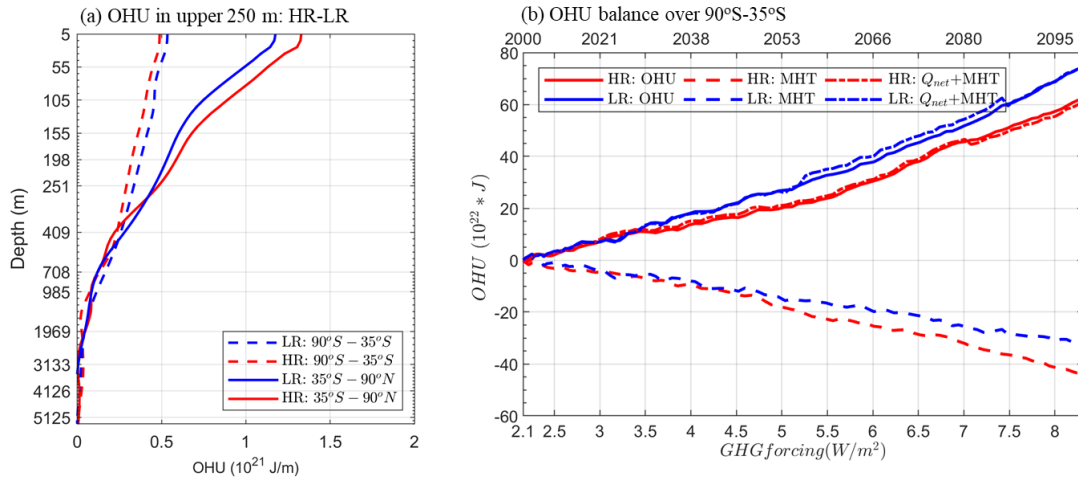 (a) OHU in upper 250 m: HR-LR
5
55
105
155
198
251
409
708
985
1969
3133
4126
5125
Depth (m)
LR: 90°S − 35°S
HR: 90°S − 35°S
LR: 35°S − 90°N
HR: 35°S − 90°N
0 0.5 1 1.5 2
OHU (10²¹ J/m)
(b) OHU balance over 90°S-35°S
2000 2021 2038 2053 2066 2080 2095
80
60
40
20
0
-20
-40
-60
OHU (10²² * J)
HR: OHU HR: MHT HR: Qnet+MHT
LR: OHU LR: MHT LR: Qnet+MHT
2.1 2.5 3 3.5 4 4.5 5 5.5 6 6.5 7 7.5 8
GHGforcing(W/m²)